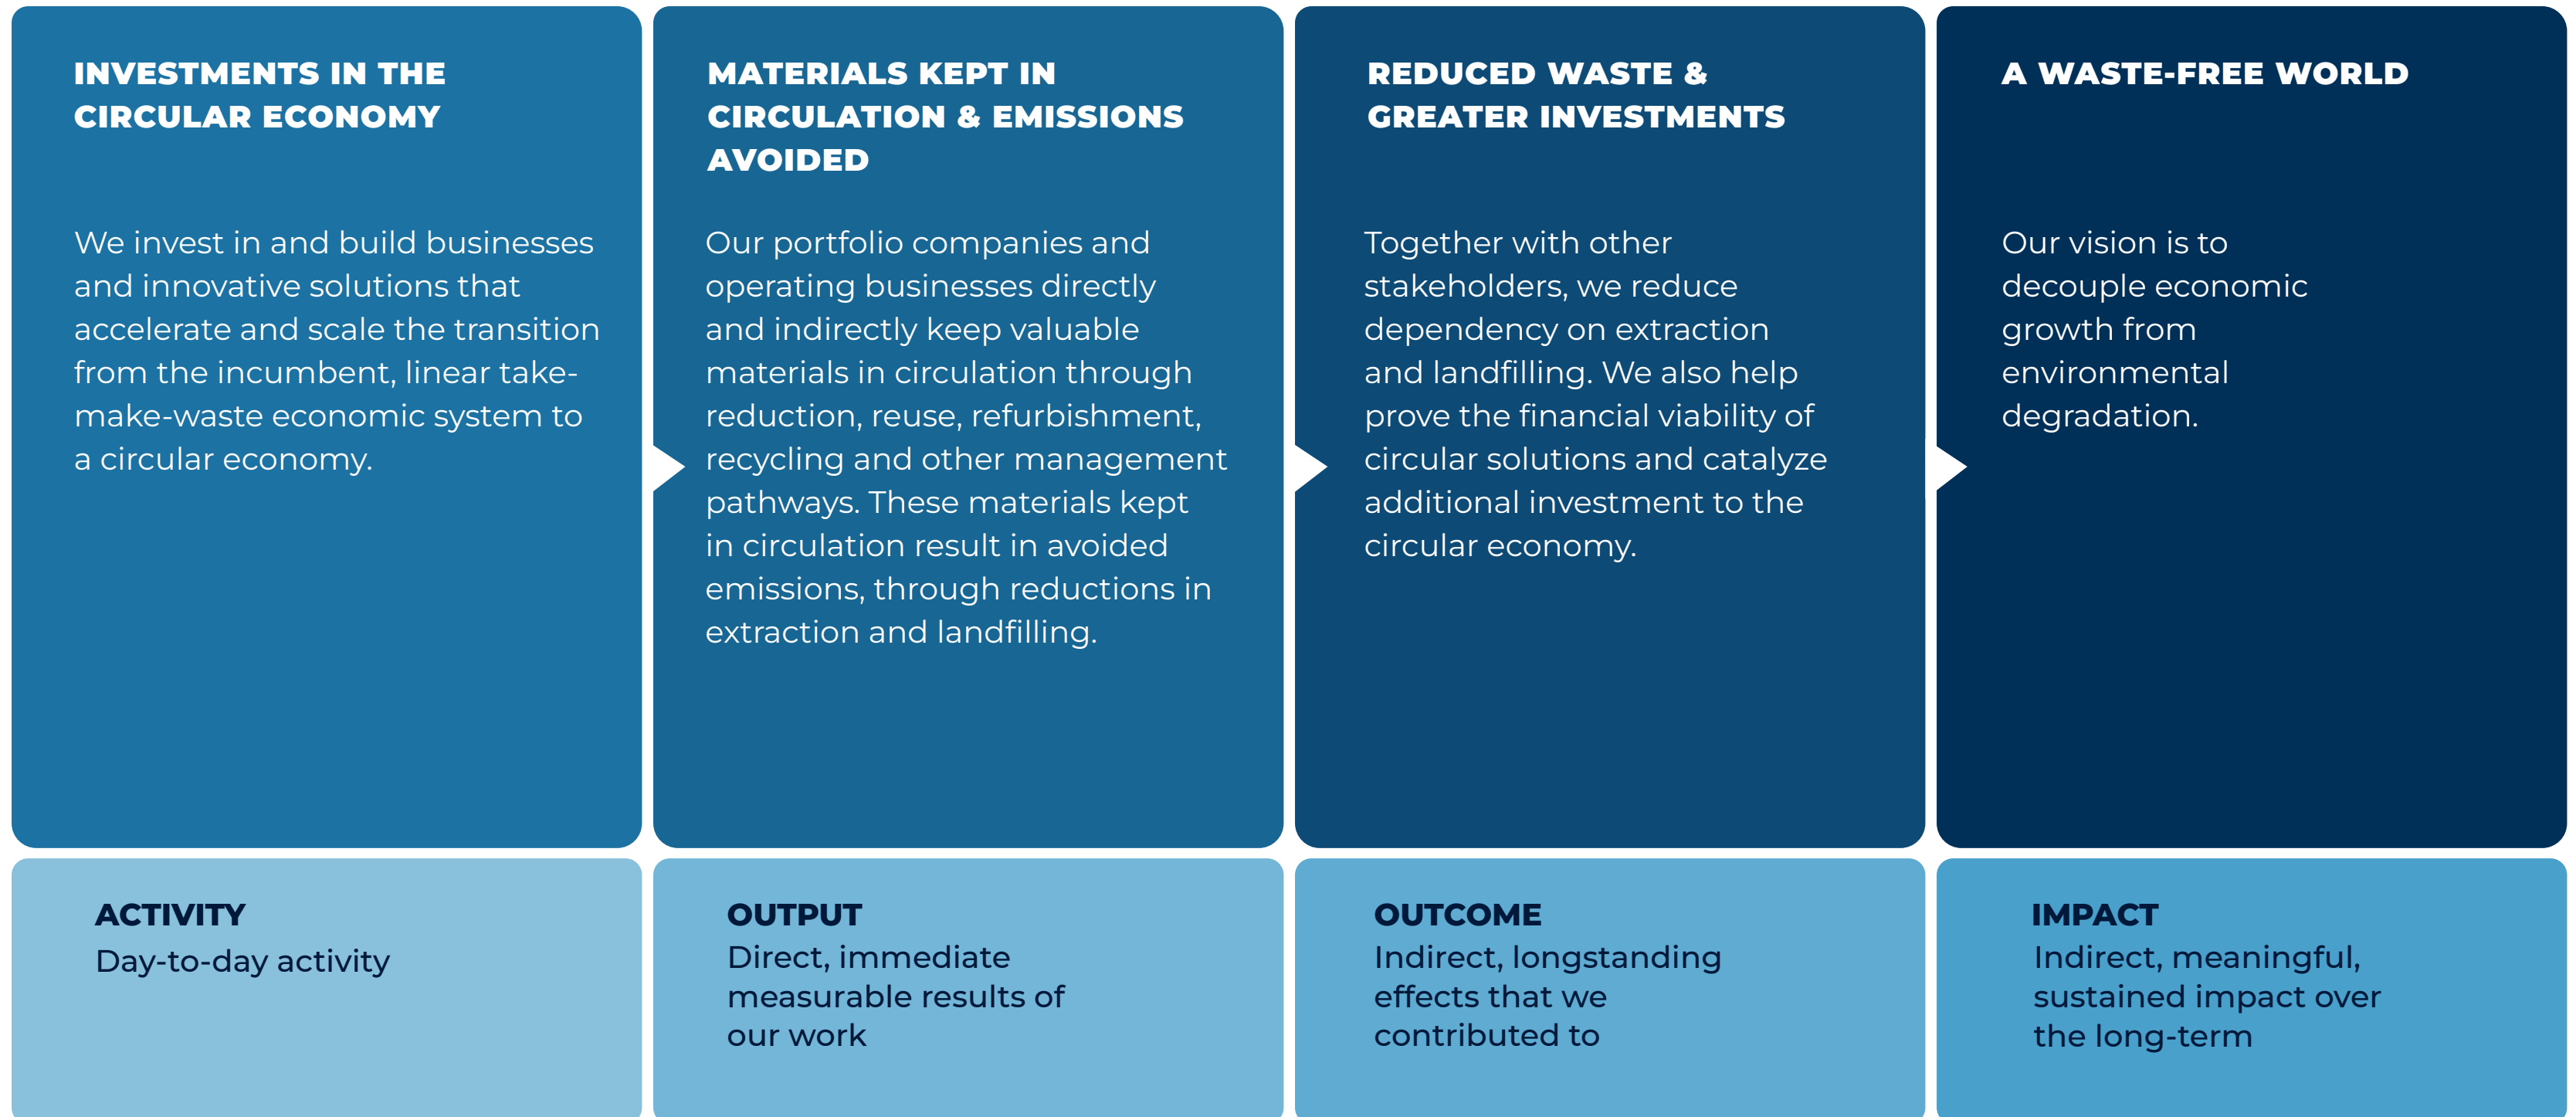 INVESTMENTS IN THE
CIRCULAR ECONOMY
We invest in and build businesses
and innovative solutions that
accelerate and scale the transition
from the incumbent, linear take-
make-waste economic system to
a circular economy.
MATERIALS KEPT IN
CIRCULATION & EMISSIONS
AVOIDED
Our portfolio companies and
operating businesses directly
and indirectly keep valuable
materials in circulation through
reduction, reuse, refurbishment,
recycling and other management
pathways. These materials kept
in circulation result in avoided
emissions, through reductions in
extraction and landfilling.
REDUCED WASTE &
GREATER INVESTMENTS
Together with other
stakeholders, we reduce
dependency on extraction
and landfilling. We also help
prove the financial viability of
circular solutions and catalyze
additional investment to the
circular economy.
A WASTE-FREE WORLD
Our vision is to
decouple economic
growth from
environmental
degradation.
ACTIVITY
Day-to-day activity
OUTPUT
Direct, immediate
measurable results of
our work
OUTCOME
Indirect, longstanding
effects that we
contributed to
IMPACT
Indirect, meaningful,
sustained impact over
the long-term